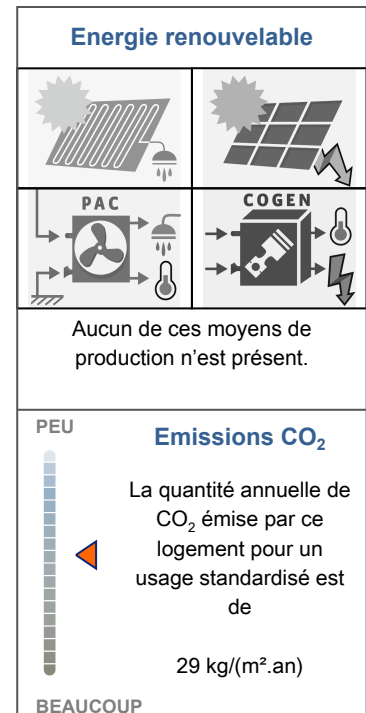 Energie renouvelable
PAC
COGEN
Aucun de ces moyens de
production n’est présent.
PEU
Emissions CO₂
La quantité annuelle de
CO₂ émise par ce
logement pour un
usage standardisé est
de
29 kg/(m².an)
BEAUCOUP